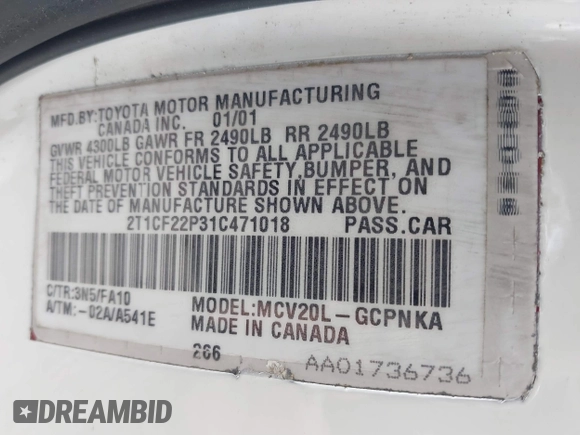 MFD.BY:TOYOTA MOTOR MANUFACTURING
CANADA INC. 01/01
GVWR 4300LB GAWR FR 2490LB RR 2490LB
THIS VEHICLE CONFORMS TO ALL APPLICABLE
FEDERAL MOTOR VEHICLE SAFETY,BUMPER, AND
THEFT PREVENTION STANDARDS IN EFFECT ON
THE DATE OF MANUFACTURE SHOWN ABOVE.
2T1CF22P31C471018 PASS.CAR
C/TR:3N5/FA10 MODEL:MCV20L-GCPNKA
A/TM:-02A/A541E MADE IN CANADA
266 AA01736736
DREAMBID